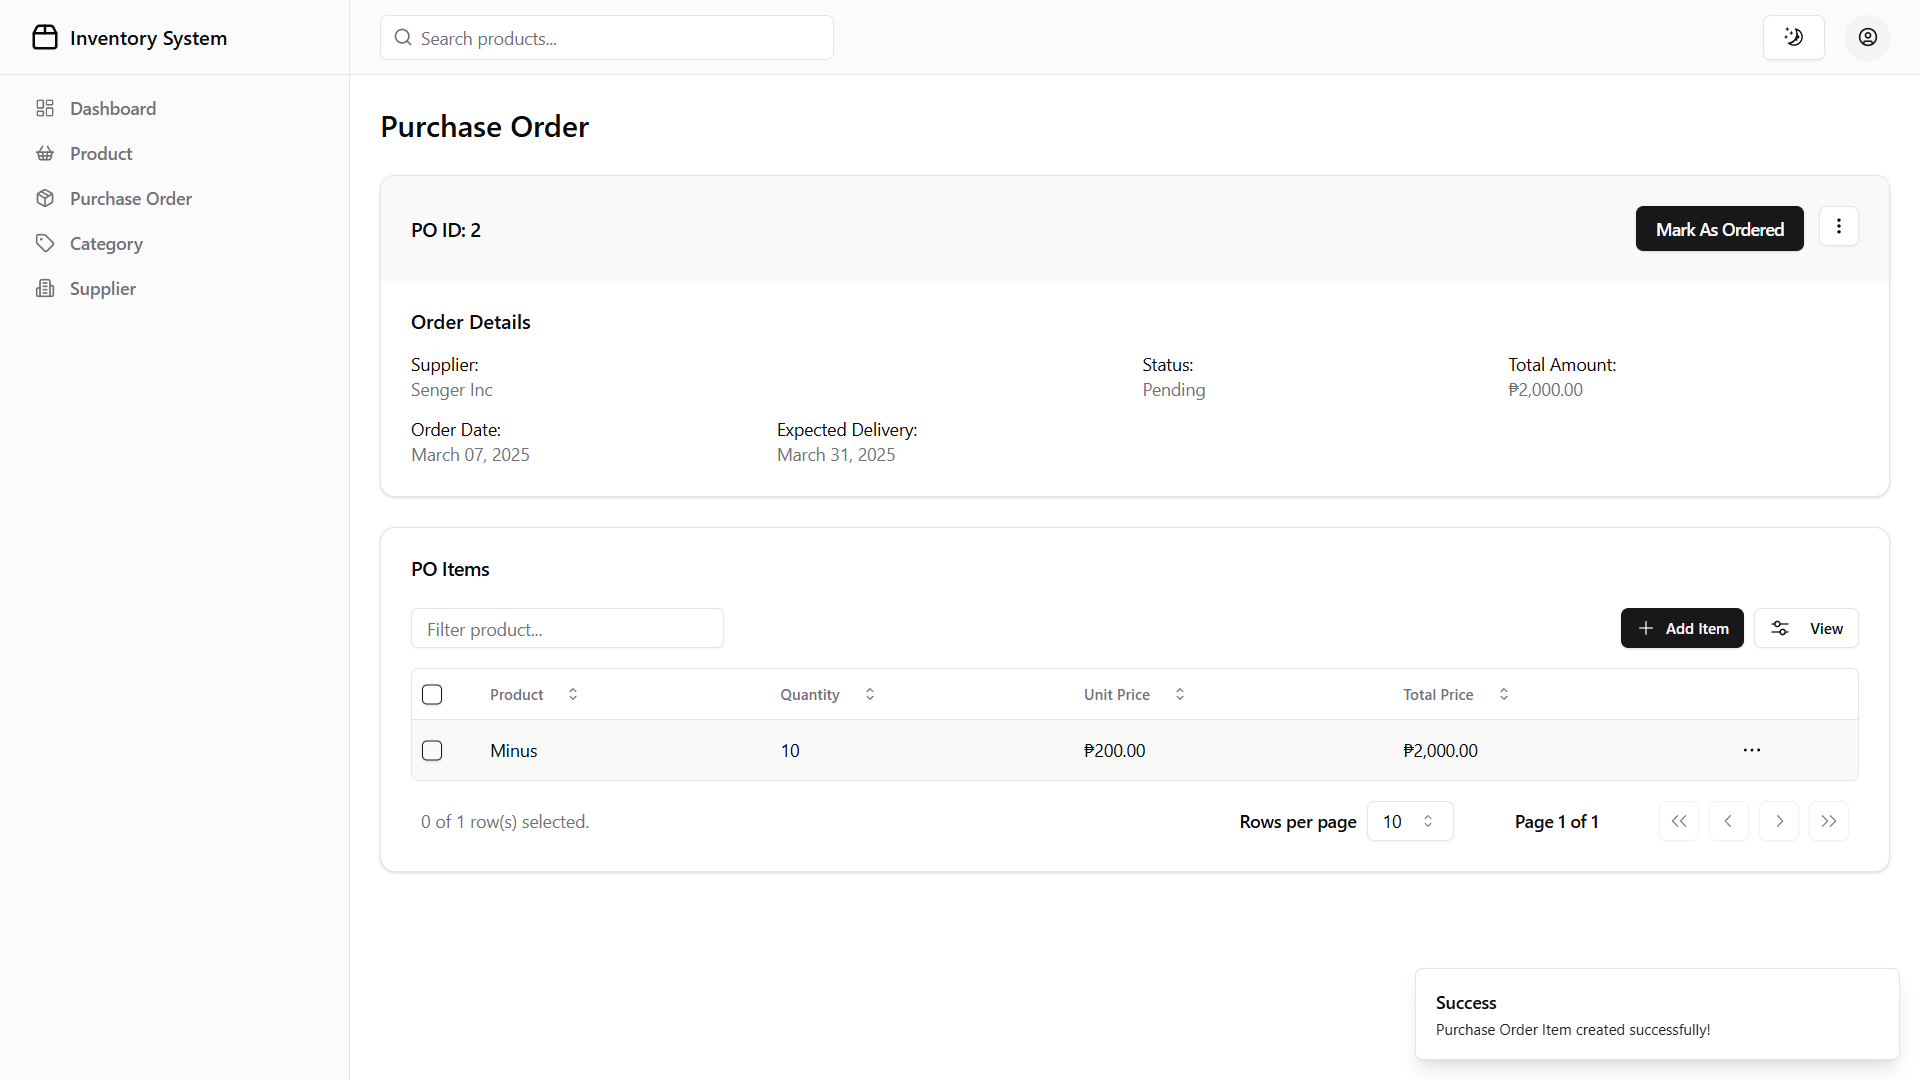 Inventory System
Search products...
Dashboard
Product
Purchase Order
Category
Supplier
Purchase Order
PO ID: 2
Mark As Ordered
Order Details
Supplier:
Senger Inc
Status:
Pending
Total Amount:
₱2,000.00
Order Date:
March 07, 2025
Expected Delivery:
March 31, 2025
PO Items
Filter product...
Add Item
View
Product Quantity Unit Price Total Price
Minus 10 ₱200.00 ₱2,000.00
0 of 1 row(s) selected.
Rows per page 10
Page 1 of 1
Success
Purchase Order Item created successfully!